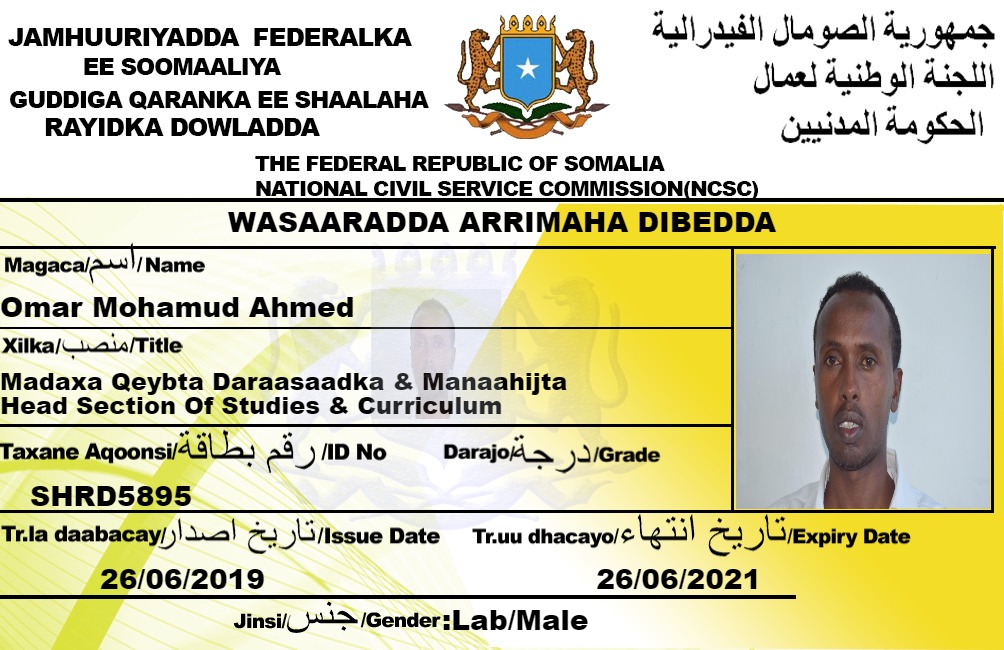 JAMHUURIYADDA FEDERALKA
EE SOOMAALIYA
GUDDIGA QARANKA EE SHAALAHA
RAYIDKA DOWLADDA
جمهورية الصومال الفيدرالية
اللجنة الوطنية لعمال
الحكومة المدنيين
THE FEDERAL REPUBLIC OF SOMALIA
NATIONAL CIVIL SERVICE COMMISSION(NCSC)
WASAARADDA ARRIMAHA DIBEDDA
Magaca/اسم/Name
Omar Mohamud Ahmed
Xilka/منصب/Title
Madaxa Qeybta Daraasaadka & Manaahijta
Head Section Of Studies & Curriculum
Taxane Aqoonsi/رقم بطاقة/ID No Darajo/درجة/Grade
SHRD5895
Tr.la daabacay/تاريخ اصدار/Issue Date Tr.uu dhacayo/تاريخ انتهاء/Expiry Date
26/06/2019 26/06/2021
Jinsi/جنس/Gender:Lab/Male